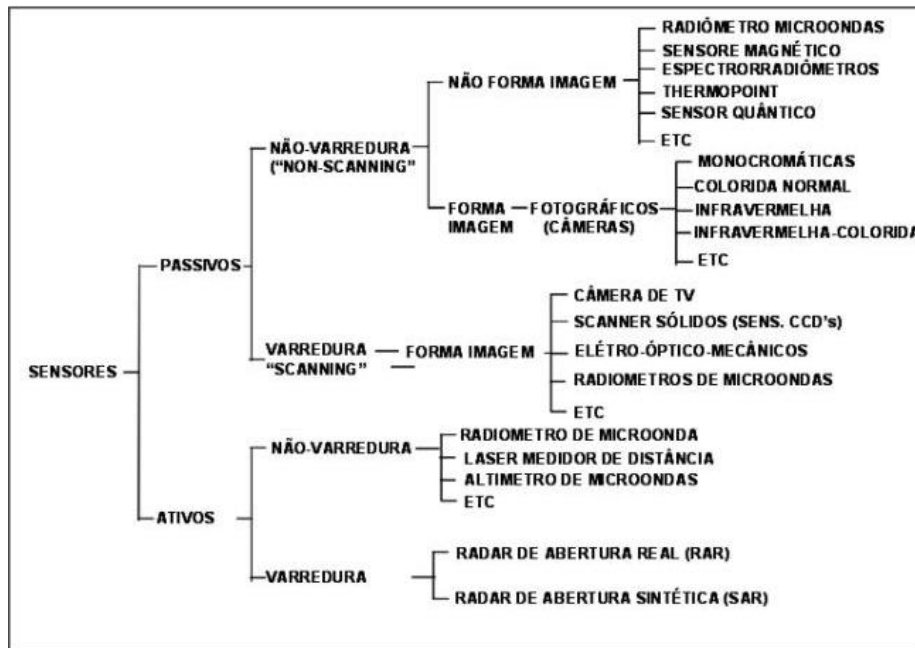 RADIÔMETRO MICROONDAS
SENSORE MAGNÉTICO
ESPECTRORRADIÔMETROS
THERMOPOINT
SENSOR QUÂNTICO
ETC
NÃO FORMA IMAGEM
NÃO-VARREDURA
("NON-SCANNING"
MONOCROMÁTICAS
COLORIDA NORMAL
INFRAVERMELHA
INFRAVERMELHA-COLORIDA
ETC
FORMA
IMAGEM
FOTOGRÁFICOS
(CÂMERAS)
PASSIVOS
CÂMERA DE TV
SCANNER SÓLIDOS (SENS. CCD's)
ELÉTRO-ÓPTICO-MECÂNICOS
RADIOMETROS DE MICROONDAS
ETC
VARREDURA
"SCANNING"
FORMA IMAGEM
SENSORES
NÃO-VARREDURA
RADIOMETRO DE MICROONDA
LASER MEDIDOR DE DISTÂNCIA
ALTIMETRO DE MICROONDAS
ETC
ATIVOS
VARREDURA
RADAR DE ABERTURA REAL (RAR)
RADAR DE ABERTURA SINTÉTICA (SAR)